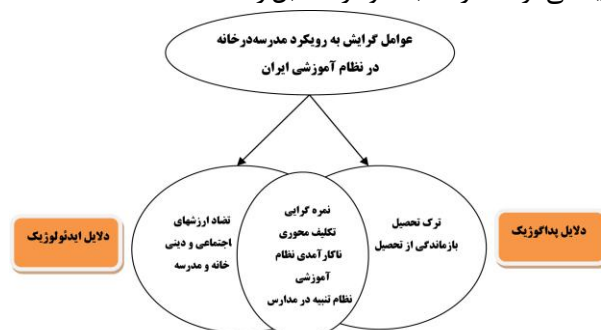 عوامل گرایش به رویکرد مدرسه‌درخانه
در نظام آموزشی ایران
دلایل پداگوژیک
ترک تحصیل
بازماندگی از تحصیل
نمره گرایی
تکلیف محوری
ناکارآمدی نظام
آموزشی
نظام تنبیه در مدارس
تضاد ارزشهای
اجتماعی و دینی
خانه و مدرسه
دلایل ایدئولوژیک